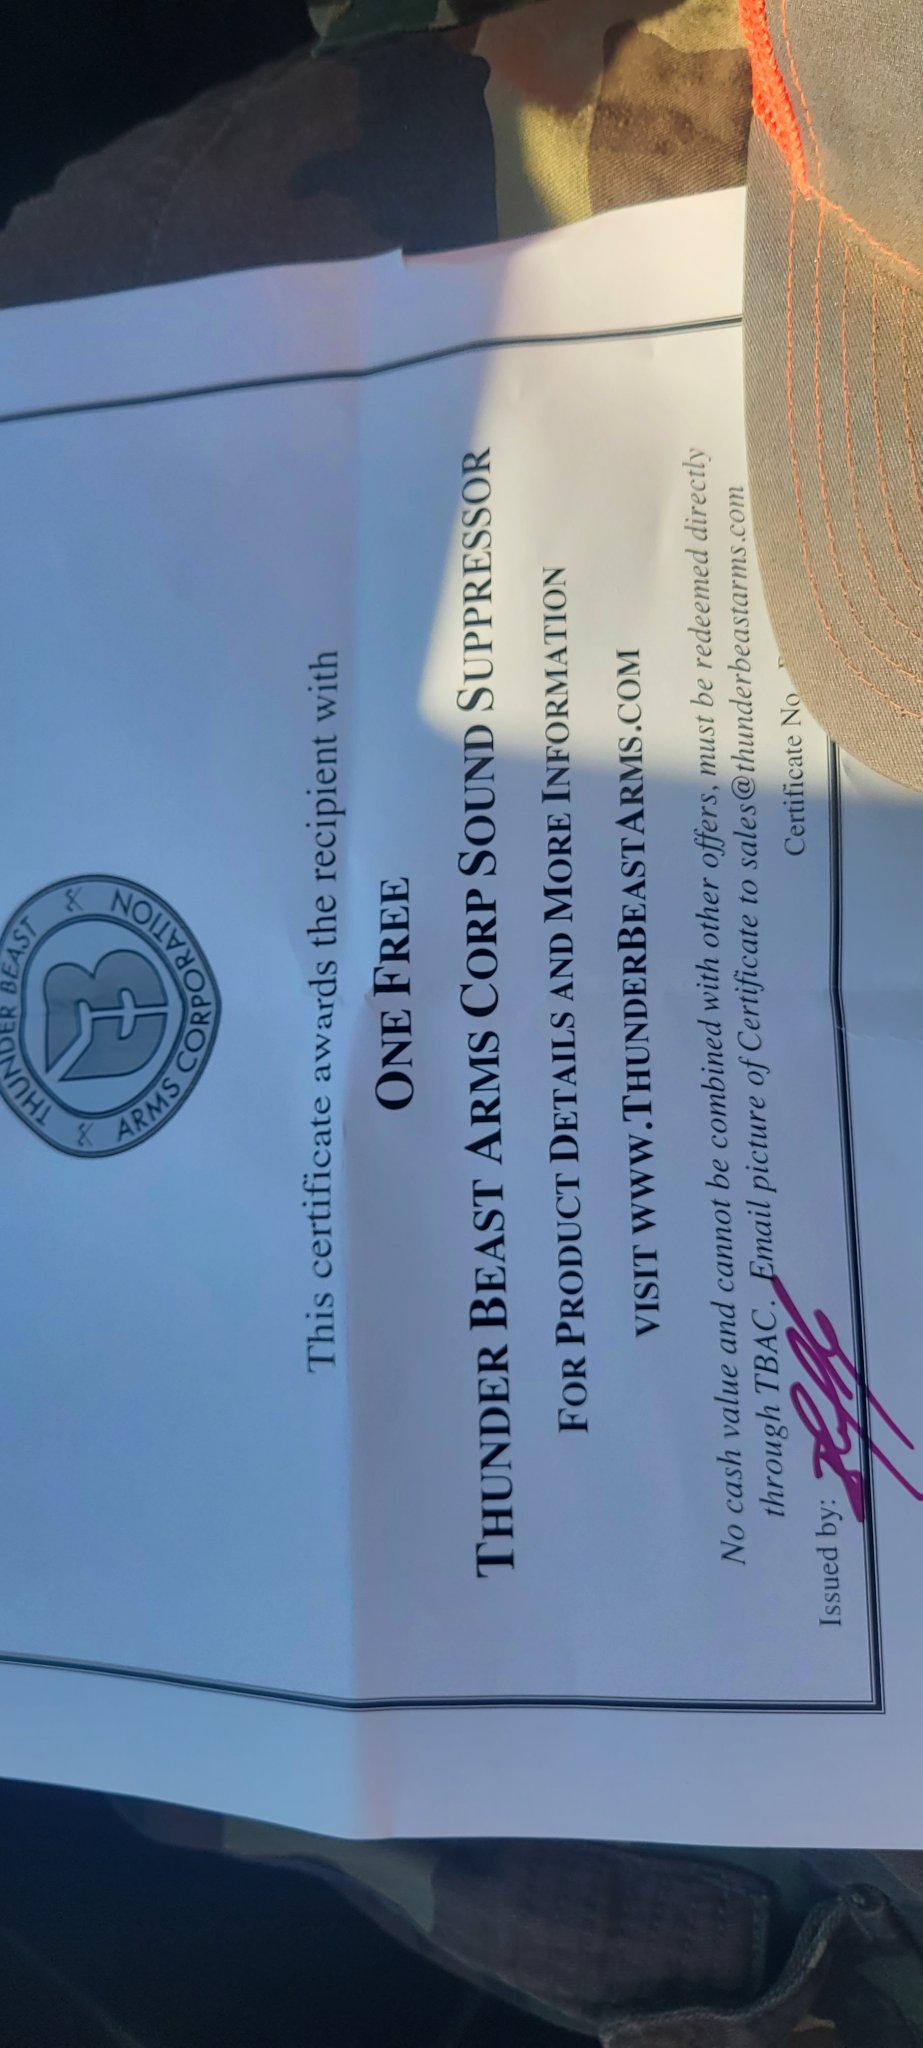 THUNDER BEAST
ARMS CORPORATION
This certificate awards the recipient with
ONE FREE
THUNDER BEAST ARMS CORP SOUND SUPPRESSOR
FOR PRODUCT DETAILS AND MORE INFORMATION
VISIT WWW.THUNDERBEASTARMS.COM
No cash value and cannot be combined with other offers, must be redeemed directly
through TBAC. Email picture of Certificate to sales@thunderbeastarms.com
Issued by:
Certificate No